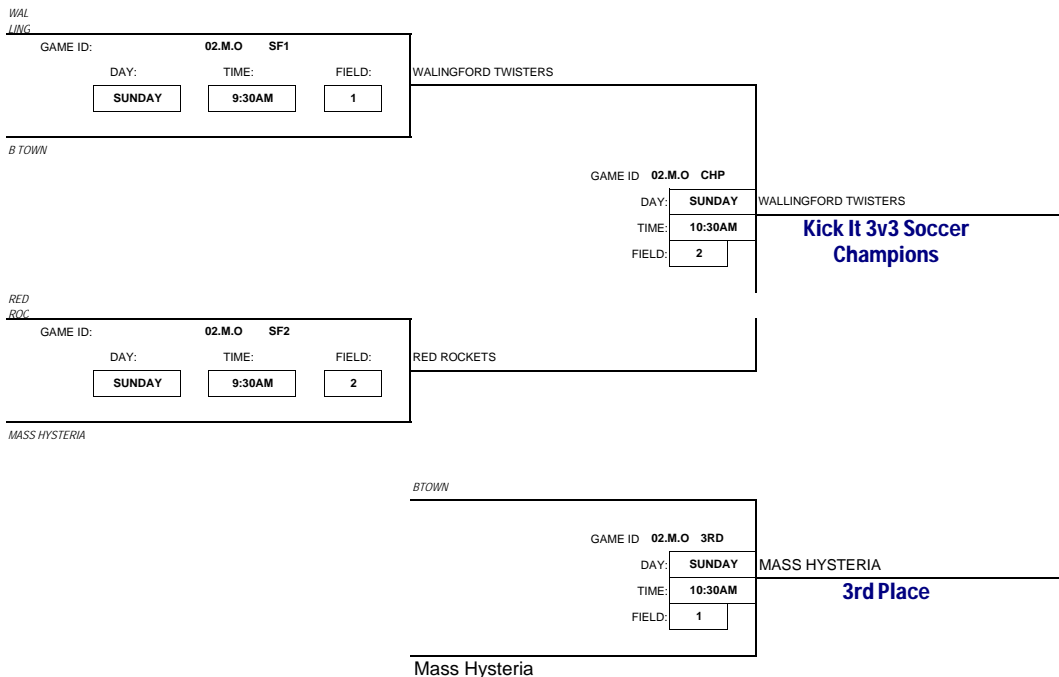 WAL
LING
GAME ID: 02.M.O SF1
DAY: TIME: FIELD: WALINGFORD TWISTERS
SUNDAY 9:30AM 1
B TOWN
GAME ID 02.M.O CHP
DAY: SUNDAY WALLINGFORD TWISTERS
TIME: 10:30AM Kick It 3v3 Soccer
FIELD: 2 Champions
RED
ROC
GAME ID: 02.M.O SF2
DAY: TIME: FIELD: RED ROCKETS
SUNDAY 9:30AM 2
MASS HYSTERIA
BTOWN
GAME ID 02.M.O 3RD
DAY: SUNDAY MASS HYSTERIA
TIME: 10:30AM 3rd Place
FIELD: 1
Mass Hysteria